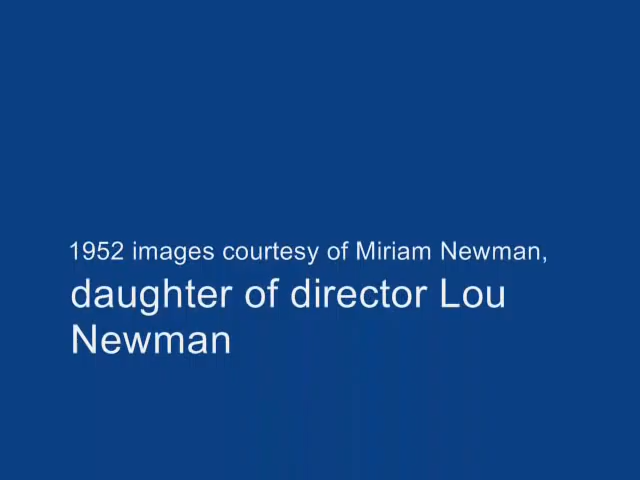 1952 images courtesy of Miriam Newman,
daughter of director Lou
Newman